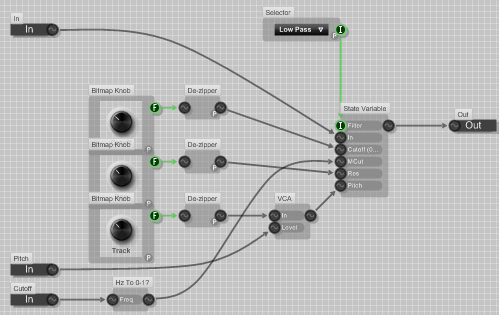 In
In
Selector
Low Pass
P
I
Bitmap Knob
F
P
De-zipper
P
Bitmap Knob
F
P
De-zipper
P
Bitmap Knob
F
Track
P
De-zipper
P
VCA
In
Level
State Variable
I
Filter
In
Cutoff (0...
MCut
Res
Pitch
Out
Out
Pitch
In
Cutoff
In
Hz To 0-1?
Freq